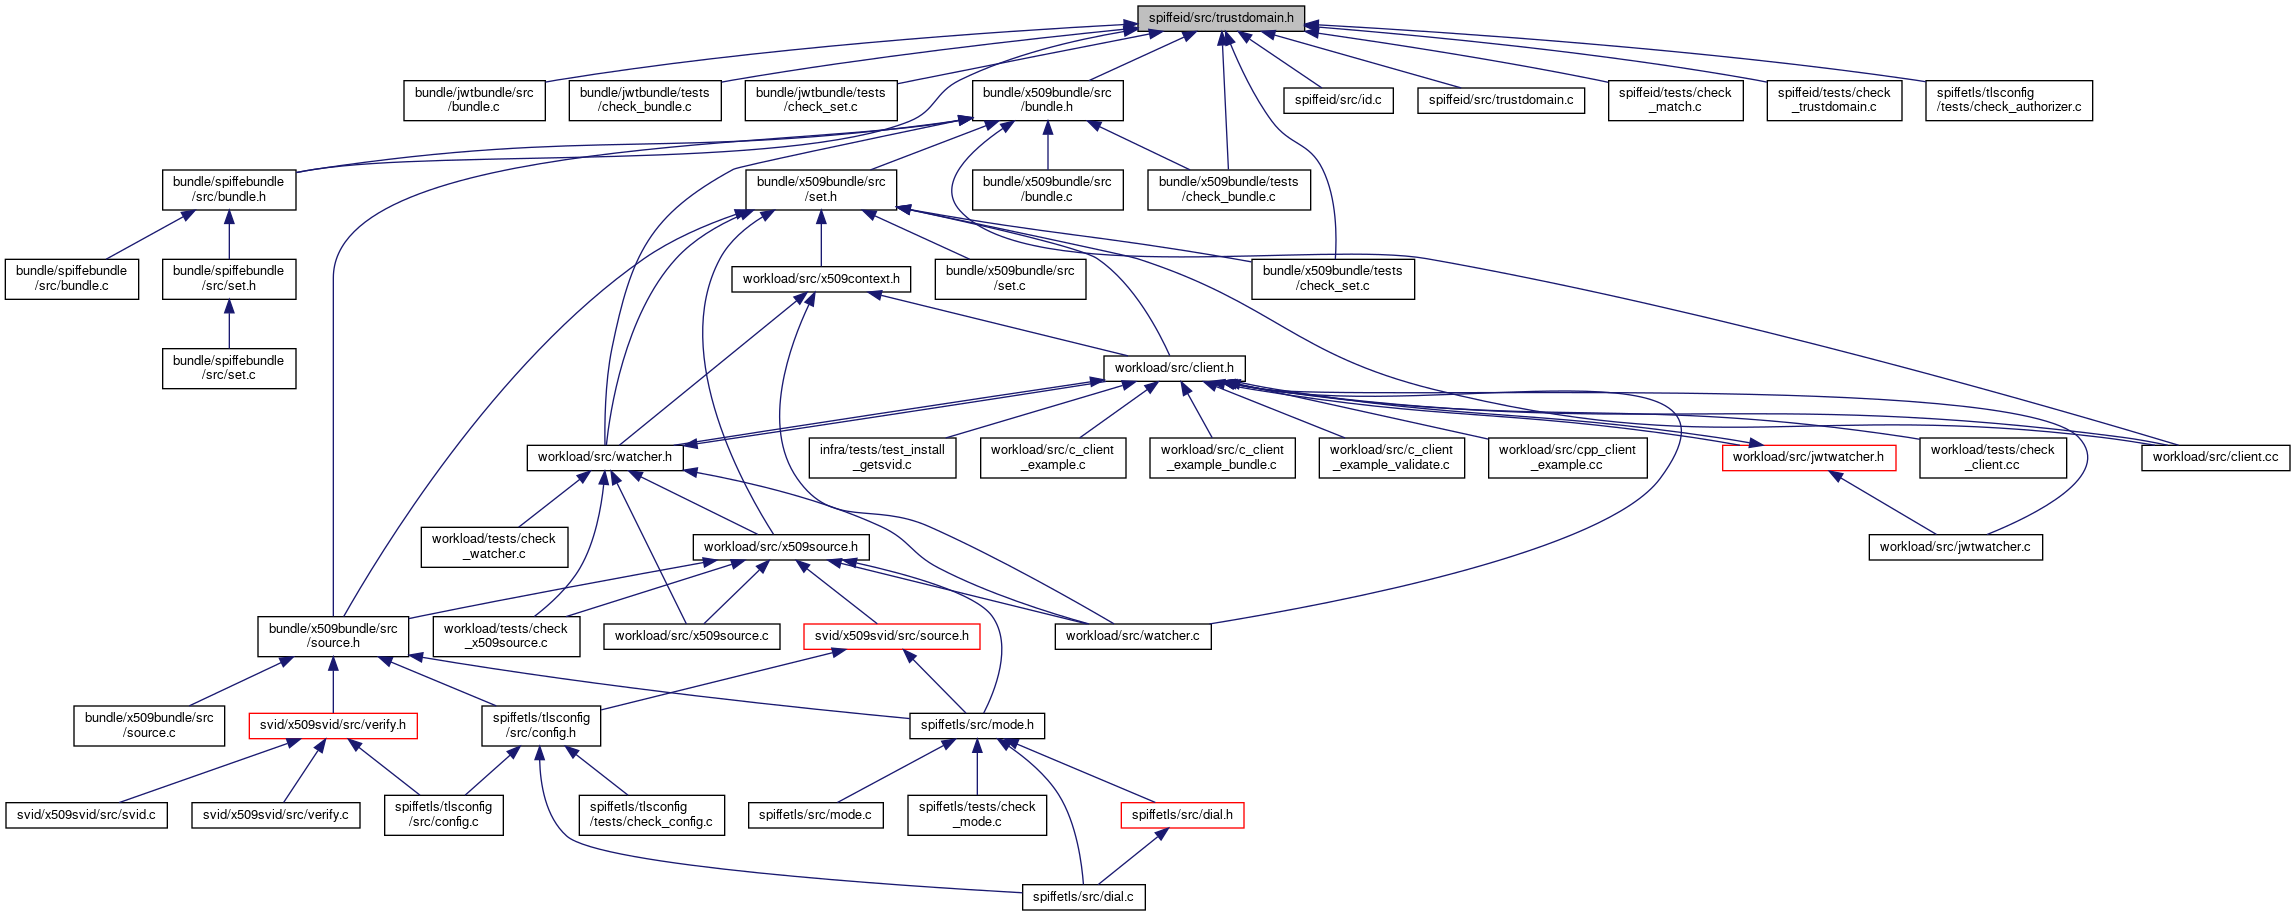 spiffeid/src/trustdomain.h
bundle/jwtbundle/src
/bundle.c
bundle/jwtbundle/tests
/check_bundle.c
bundle/jwtbundle/tests
/check_set.c
bundle/x509bundle/src
/bundle.h
spiffeid/src/id.c
spiffeid/src/trustdomain.c
spiffeid/tests/check
_match.c
spiffeid/tests/check
_trustdomain.c
spiffetls/tlsconfig
/tests/check_authorizer.c
bundle/spiffebundle
/src/bundle.h
bundle/x509bundle/src
/set.h
bundle/x509bundle/src
/bundle.c
bundle/x509bundle/tests
/check_bundle.c
bundle/spiffebundle
/src/bundle.c
bundle/spiffebundle
/src/set.h
workload/src/x509context.h
bundle/x509bundle/src
/set.c
bundle/x509bundle/tests
/check_set.c
bundle/spiffebundle
/src/set.c
workload/src/client.h
workload/src/watcher.h
infra/tests/test_install
_getsvid.c
workload/src/c_client
_example.c
workload/src/c_client
_example_bundle.c
workload/src/c_client
_example_validate.c
workload/src/cpp_client
_example.cc
workload/src/jwtwatcher.h
workload/tests/check
_client.cc
workload/src/client.cc
workload/tests/check
_watcher.c
workload/src/x509source.h
workload/src/jwtwatcher.c
bundle/x509bundle/src
/source.h
workload/tests/check
_x509source.c
workload/src/x509source.c
svid/x509svid/src/source.h
workload/src/watcher.c
bundle/x509bundle/src
/source.c
svid/x509svid/src/verify.h
spiffetls/tlsconfig
/src/config.h
spiffetls/src/mode.h
svid/x509svid/src/svid.c
svid/x509svid/src/verify.c
spiffetls/tlsconfig
/src/config.c
spiffetls/tlsconfig
/tests/check_config.c
spiffetls/src/mode.c
spiffetls/tests/check
_mode.c
spiffetls/src/dial.h
spiffetls/src/dial.c